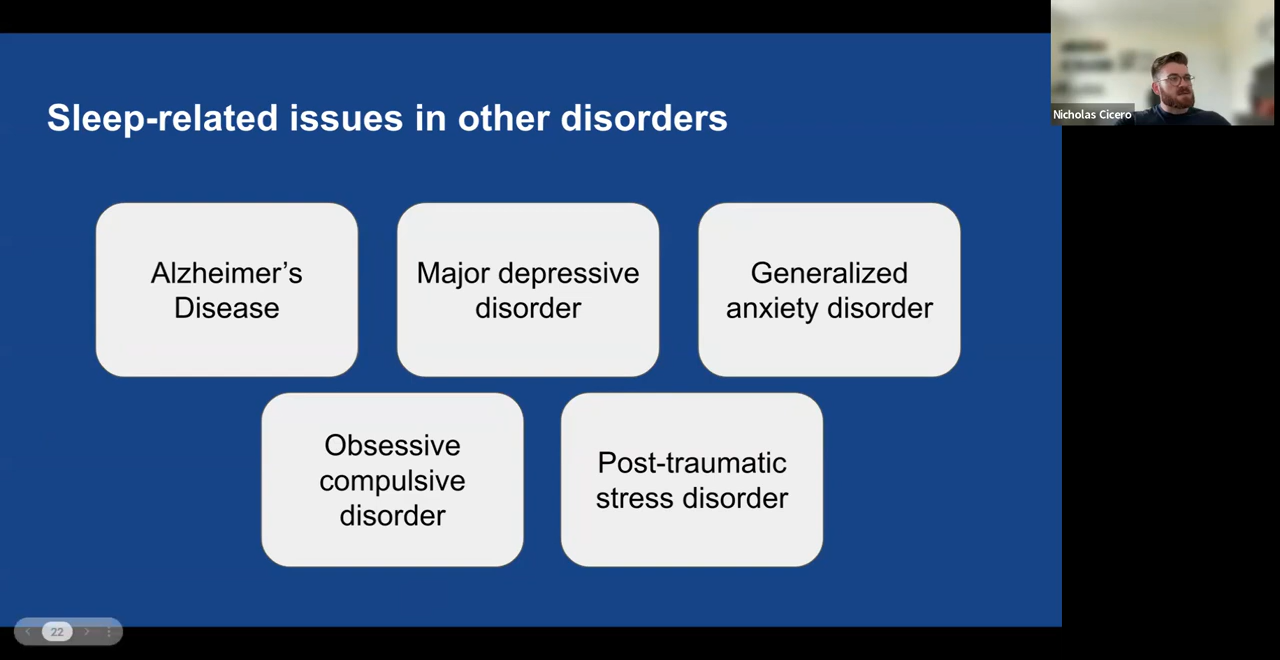 Nicholas Cicero
Sleep-related issues in other disorders
Alzheimer’s
Disease
Major depressive
disorder
Generalized
anxiety disorder
Obsessive
compulsive
disorder
Post-traumatic
stress disorder
22